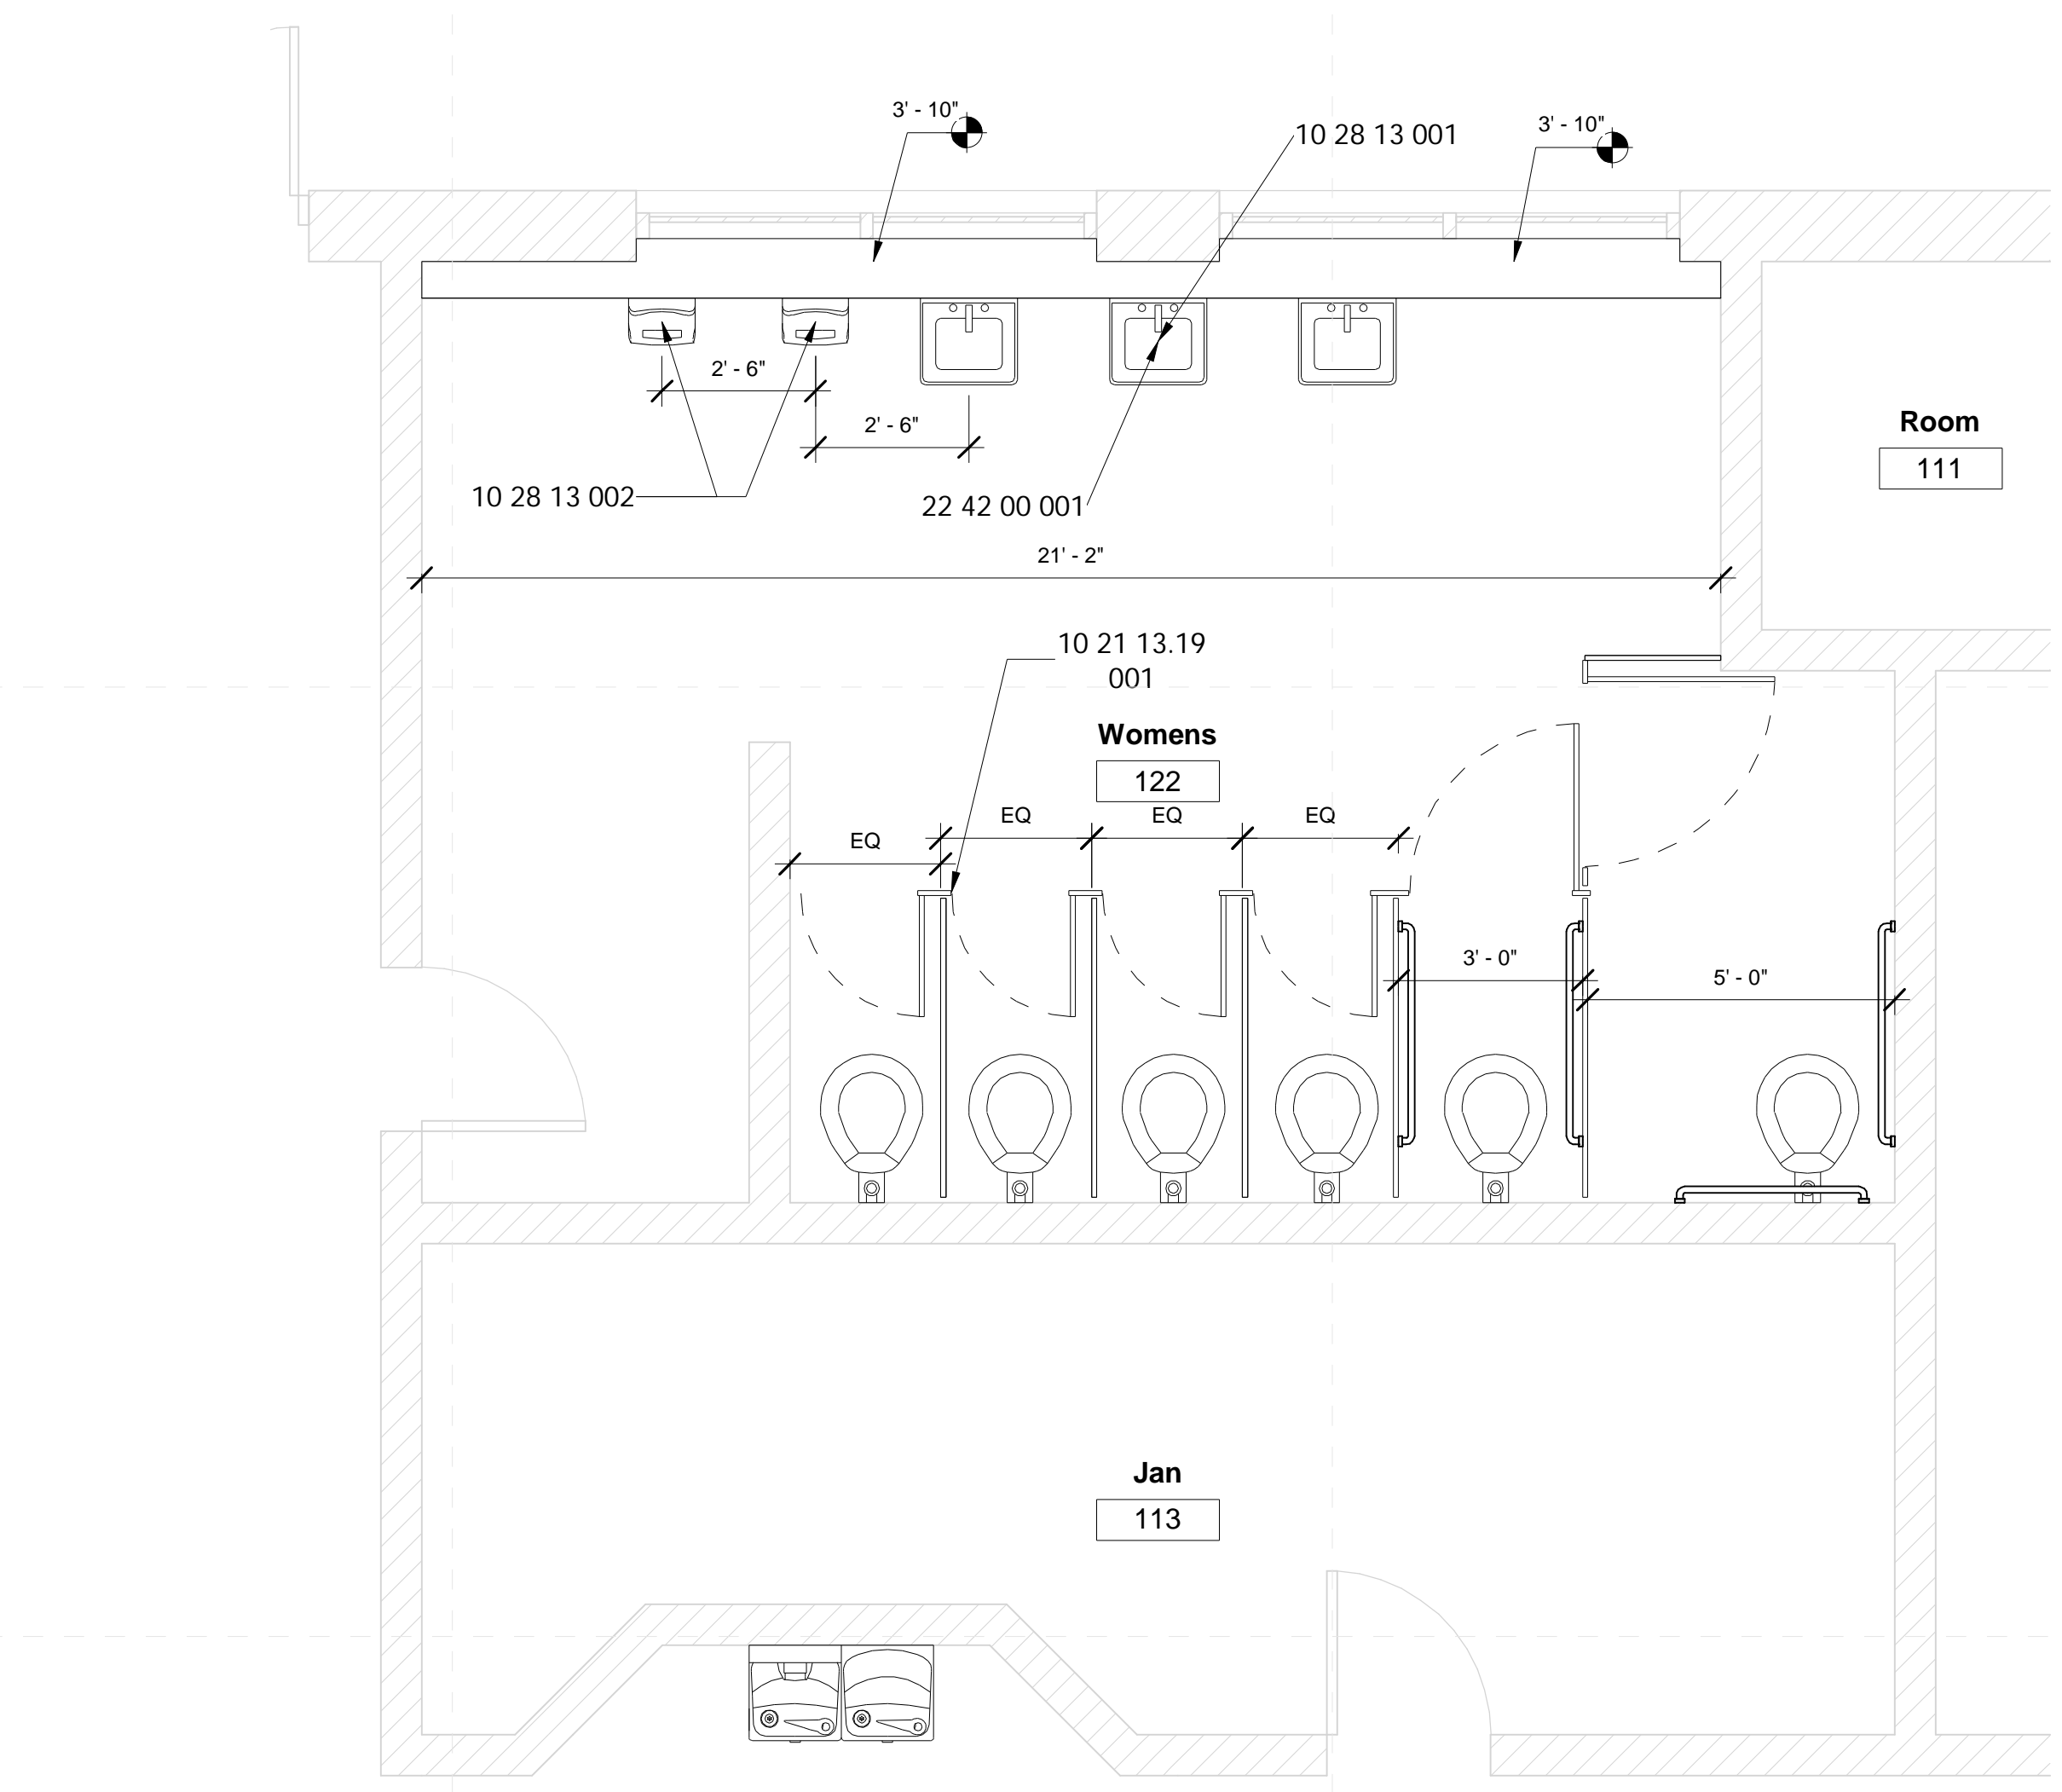 3' - 10"
10 28 13 001
3' - 10"
2' - 6"
2' - 6"
Room
111
10 28 13 002
22 42 00 001
21' - 2"
10 21 13.19
001
Womens
122
EQ
EQ
EQ
EQ
3' - 0"
5' - 0"
Jan
113